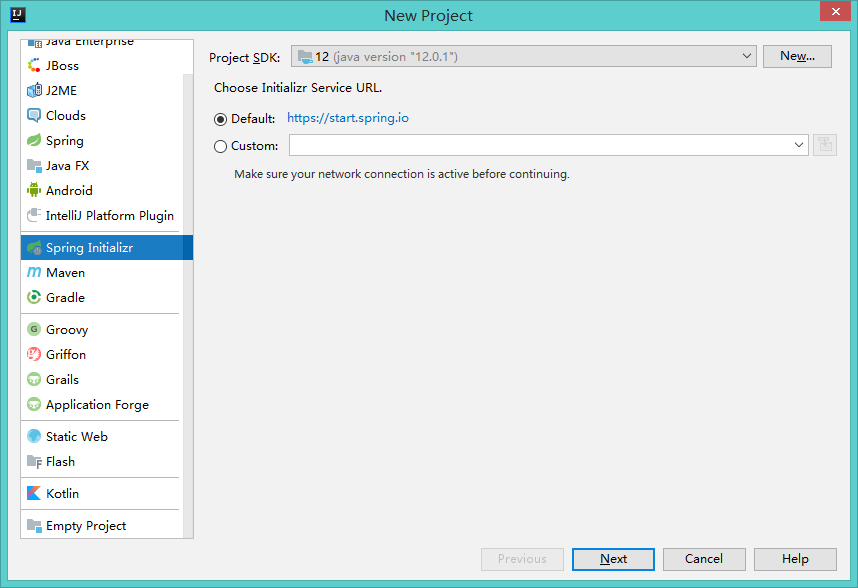 New Project
Java Enterprise
JBoss
J2ME
Clouds
Spring
Java FX
Android
IntelliJ Platform Plugin
Spring Initializr
Maven
Gradle
Groovy
Griffon
Grails
Application Forge
Static Web
Flash
Kotlin
Empty Project
Project SDK: 12 (java version "12.0.1") New...
Choose Initializr Service URL.
Default: https://start.spring.io
Custom:
Make sure your network connection is active before continuing.
Previous Next Cancel Help